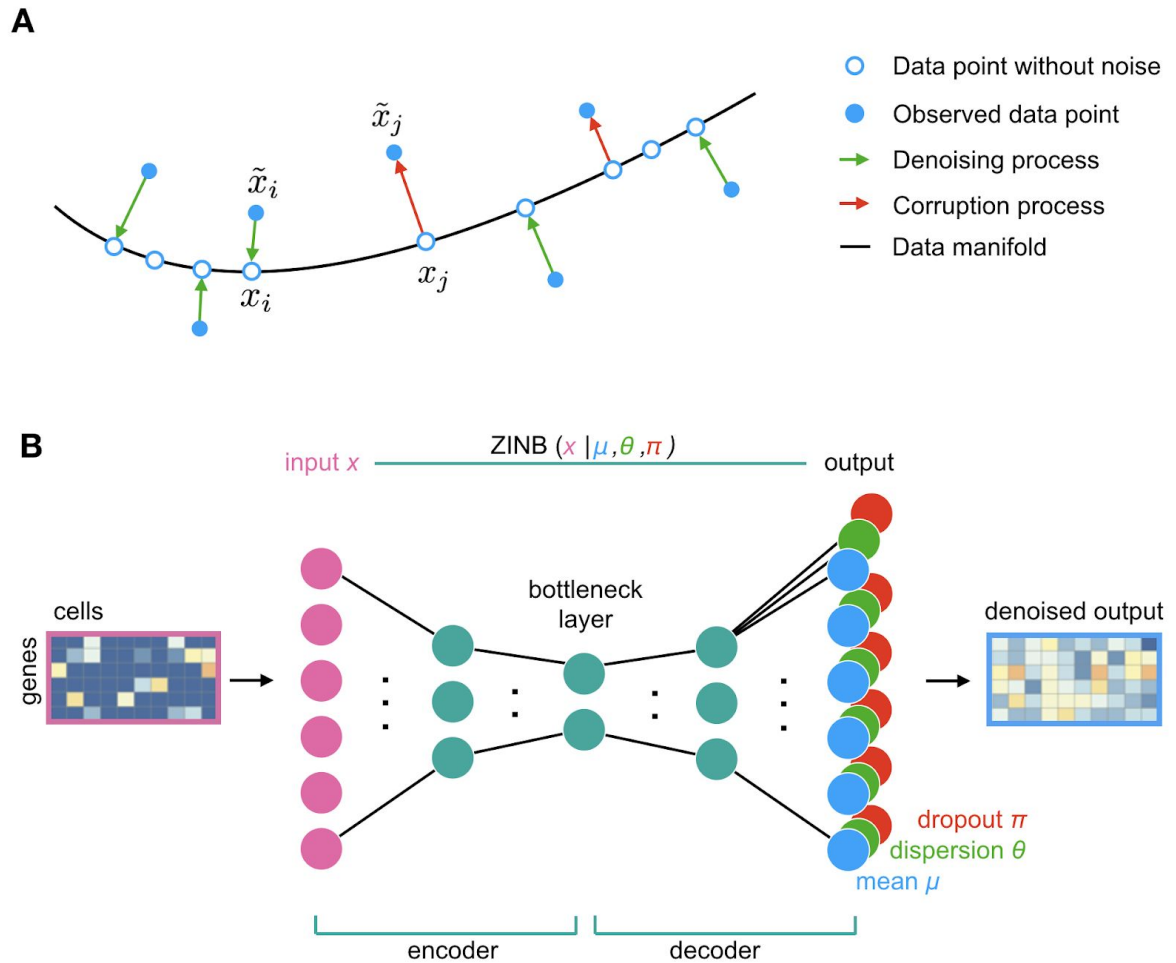 A
Data point without noise
Observed data point
Denoising process
Corruption process
Data manifold
x̃ⱼ
x̃ᵢ
xᵢ
xⱼ
B
ZINB (x | μ, θ, π)
input x
output
bottleneck
layer
cells
genes
denoised output
dropout π
dispersion θ
mean μ
encoder
decoder